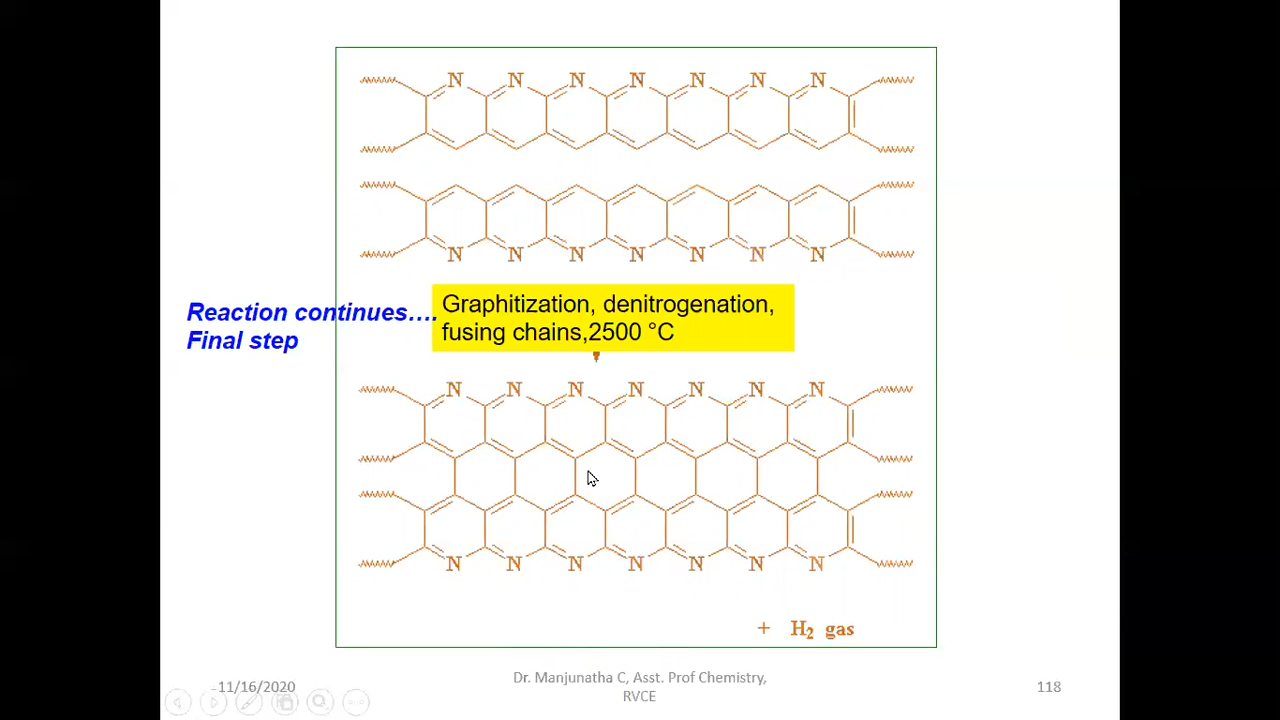 N N N N N N N
N N N N N N N
Reaction continues….
Final step
Graphitization, denitrogenation,
fusing chains,2500 °C
N N N N N N N
N N N N N N N
+ H₂ gas
11/16/2020
Dr. Manjunatha C, Asst. Prof Chemistry,
RVCE
118